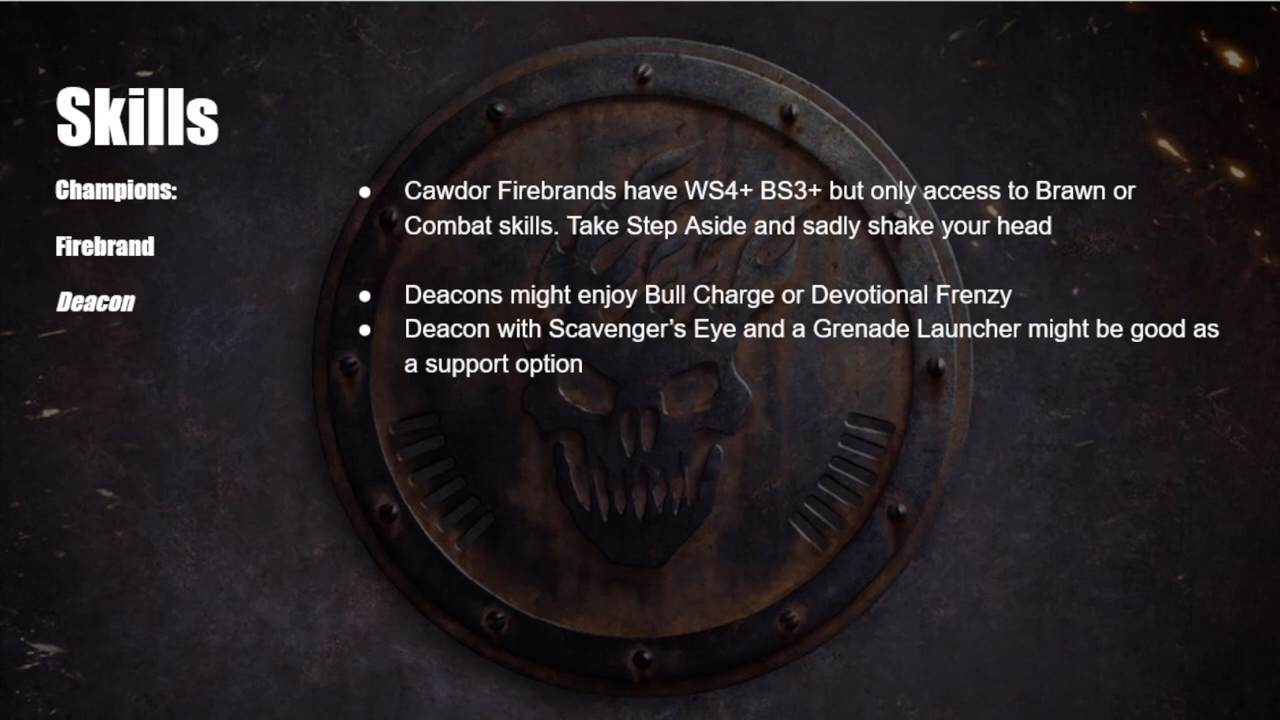 Skills
Champions:
Firebrand
Deacon
● Cawdor Firebrands have WS4+ BS3+ but only access to Brawn or
Combat skills. Take Step Aside and sadly shake your head
● Deacons might enjoy Bull Charge or Devotional Frenzy
● Deacon with Scavenger’s Eye and a Grenade Launcher might be good as
a support option